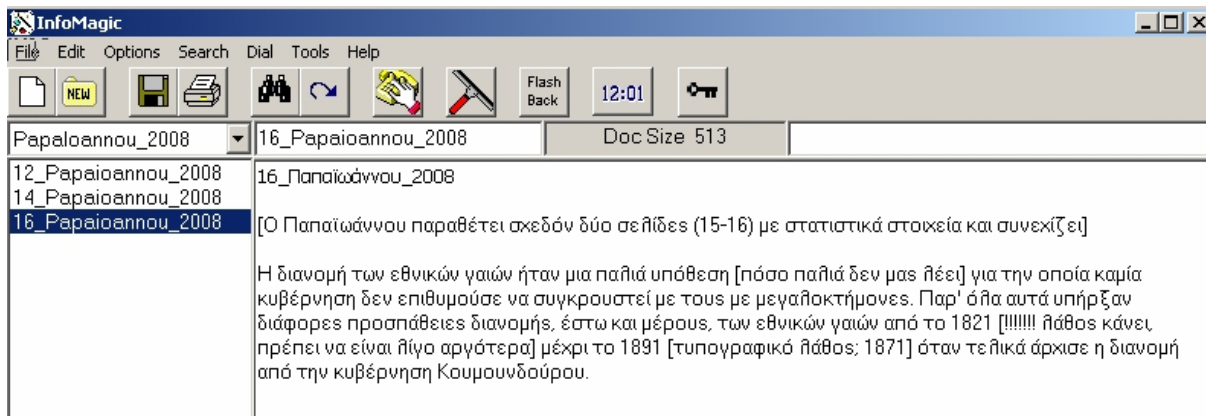 InfoMagic
File Edit Options Search Dial Tools Help
NEW Flash Back 12:01
PapaIoannou_2008 16_Papaioannou_2008 Doc Size 513
12_Papaioannou_2008
14_Papaioannou_2008
16_Papaioannou_2008
16_Παπαϊωάννου_2008
[Ο Παπαϊωάννου παραθέτει σχεδόν δύο σελίδες (15-16) με στατιστικά στοιχεία και συνεχίζει]
Η διανομή των εθνικών γαιών ήταν μια παλιά υπόθεση [πόσο παλιά δεν μας λέει] για την οποία καμία
κυβέρνηση δεν επιθυμούσε να συγκρουστεί με τους με μεγαλοκτήμονες. Παρ' όλα αυτά υπήρξαν
διάφορες προσπάθειες διανομής, έστω και μέρους, των εθνικών γαιών από το 1821 [!!!!!!! λάθος κάνει,
πρέπει να είναι λίγο αργότερα] μέχρι το 1891 [τυπογραφικό λάθος; 1871] όταν τελικά άρχισε η διανομή
από την κυβέρνηση Κουμουνδούρου.